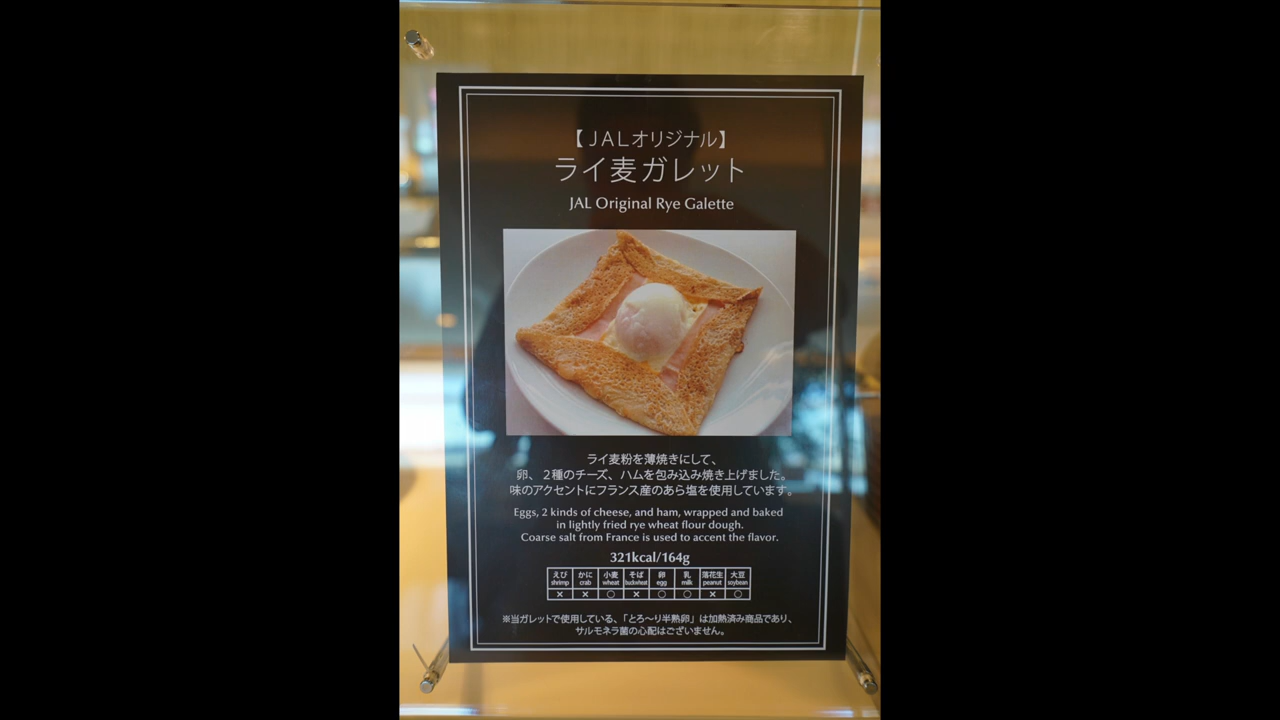 【JALオリジナル】
ライ麦ガレット
JAL Original Rye Galette
ライ麦粉を薄焼きにして、
卵、2種のチーズ、ハムを包み込み焼き上げました。
味のアクセントにフランス産のあら塩を使用しています。
Eggs, 2 kinds of cheese, and ham, wrapped and baked
in lightly fried rye wheat flour dough.
Coarse salt from France is used to accent the flavor.
321kcal/164g
えび かに 小麦 そば 卵 乳 落花生 大豆
shrimp crab wheat buckwheat egg milk peanut soybean
× × ○ × ○ ○ × ○
※当ガレットで使用している、「とろ~り半熟卵」は加熱済み商品であり、
サルモネラ菌の心配はございません。